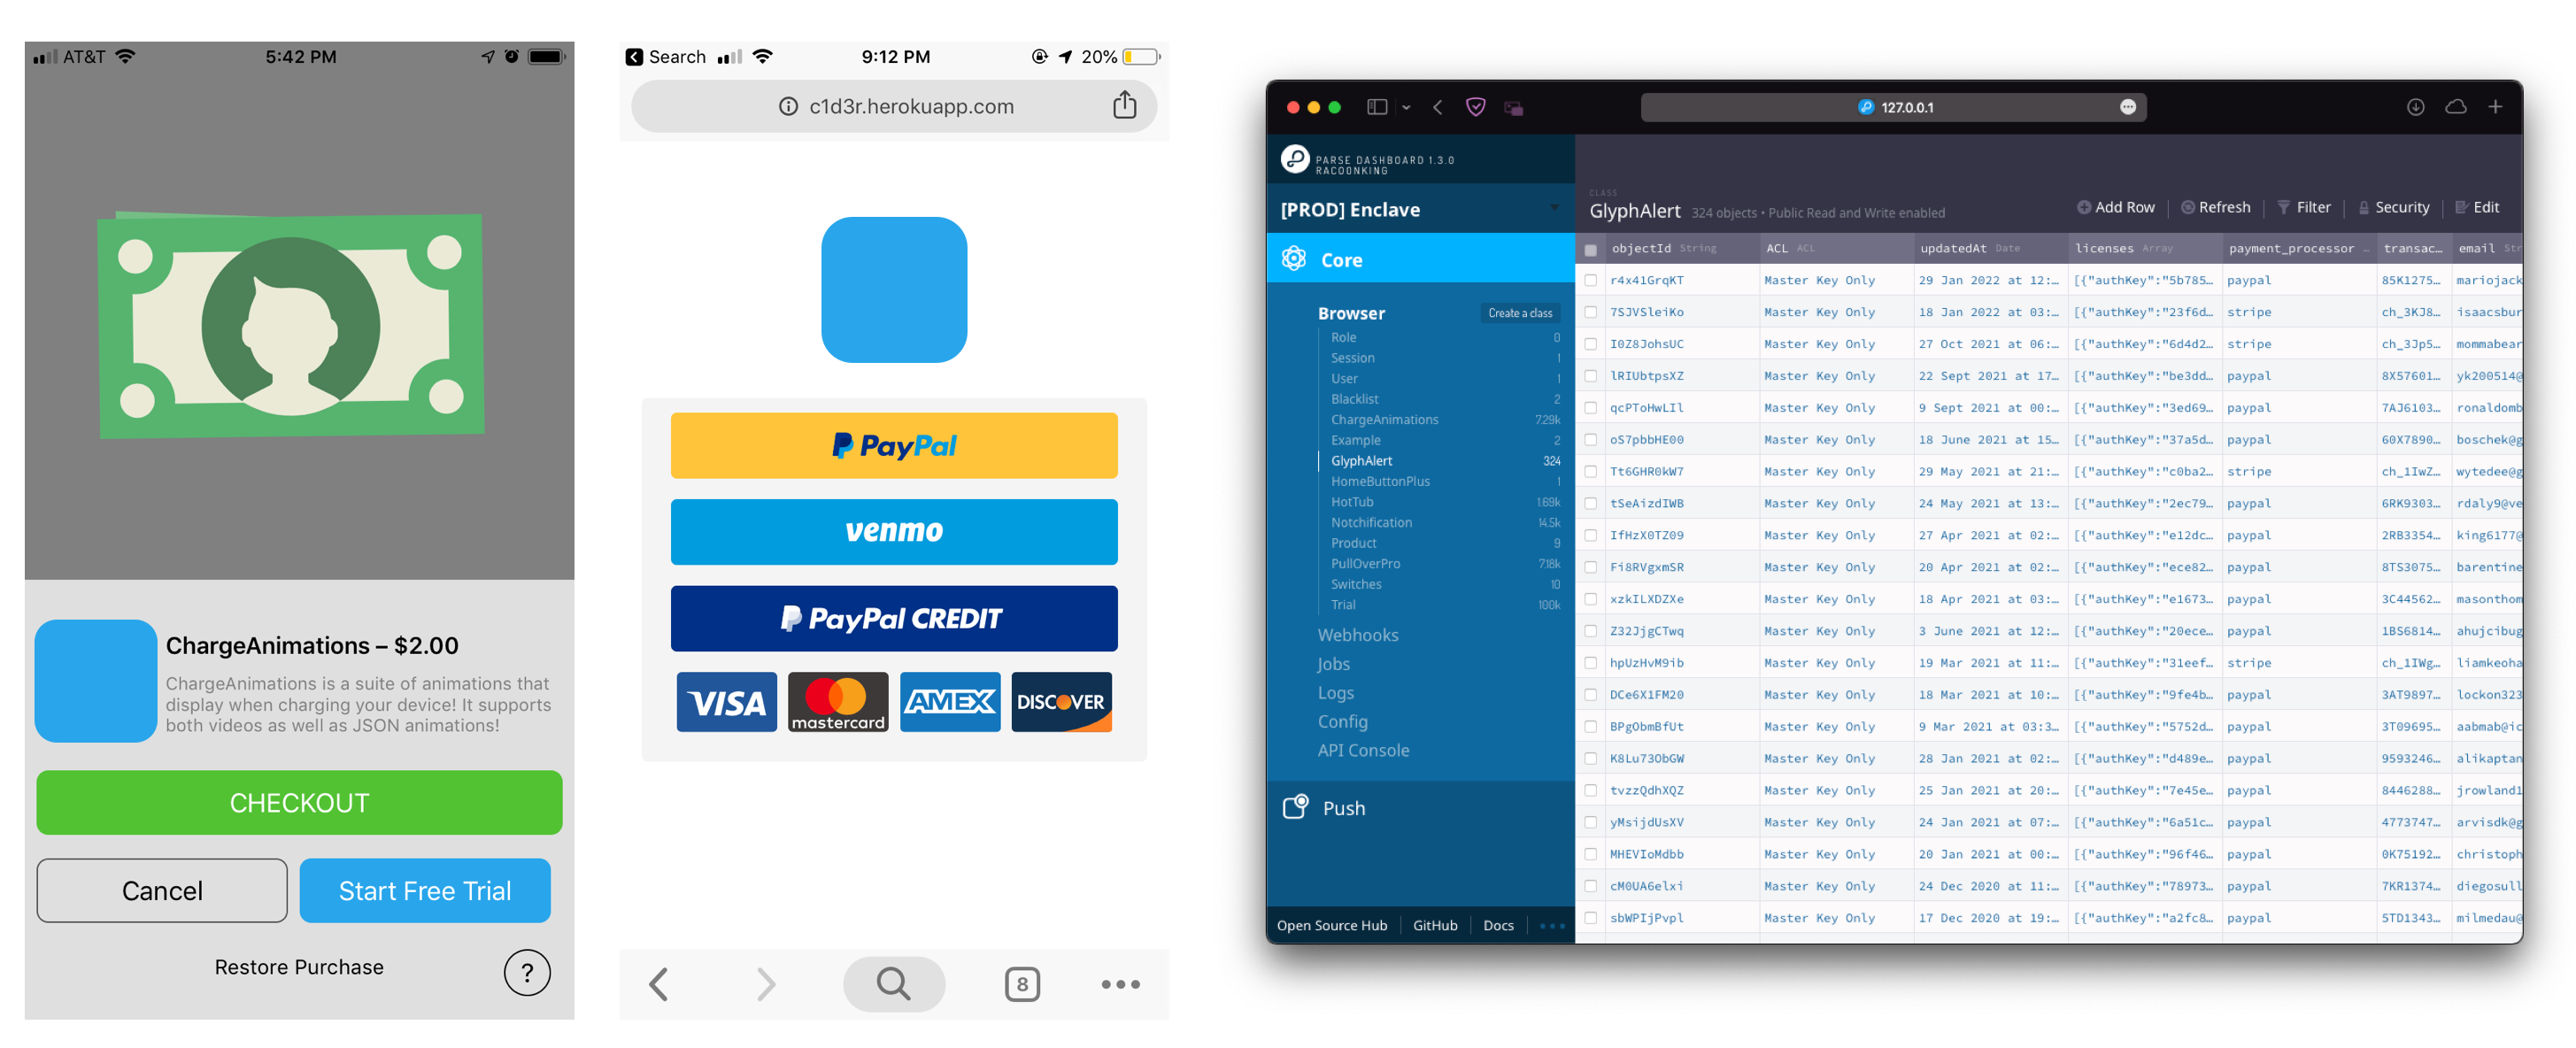 AT&T 5:42 PM
ChargeAnimations – $2.00
ChargeAnimations is a suite of animations that
display when charging your device! It supports
both videos as well as JSON animations!
CHECKOUT
Cancel Start Free Trial
Restore Purchase ?
Search 9:12 PM 20%
c1d3r.herokuapp.com
PayPal
venmo
PayPal CREDIT
VISA mastercard AMEX DISCOVER
8
127.0.0.1
PARSE DASHBOARD 1.3.0
RACOONKING
[PROD] Enclave
Core
Browser Create a class
Role 0
Session 1
User 1
Blacklist 2
ChargeAnimations 7.29k
Example 2
GlyphAlert 324
HomeButtonPlus 1
HotTub 1.69k
Notchification 14.5k
Product 9
PullOverPro 7.18k
Switches 10
Trial 100k
Webhooks
Jobs
Logs
Config
API Console
Push
Open Source Hub GitHub Docs
CLASS
GlyphAlert 324 objects • Public Read and Write enabled Add Row Refresh Filter Security Edit
objectId String ACL ACL updatedAt Date licenses Array payment_processor … transac… email Str
r4x41GrqKT Master Key Only 29 Jan 2022 at 12:… [{"authKey":"5b785… paypal 85K1275… mariojack
7SJVSleiKo Master Key Only 18 Jan 2022 at 03:… [{"authKey":"23f6d… stripe ch_3KJ8… isaacsbur
I0Z8JohsUC Master Key Only 27 Oct 2021 at 06:… [{"authKey":"6d4d2… stripe ch_3Jp5… mommabear
lRIUbtpsXZ Master Key Only 22 Sept 2021 at 17… [{"authKey":"be3dd… paypal 8X57601… yk200514@
qcPToHwLIl Master Key Only 9 Sept 2021 at 00:… [{"authKey":"3ed69… paypal 7AJ6103… ronaldomb
oS7pbbHE00 Master Key Only 18 June 2021 at 15… [{"authKey":"37a5d… paypal 60X7890… boschek@g
Tt6GHR0kW7 Master Key Only 29 May 2021 at 21:… [{"authKey":"c0ba2… stripe ch_1IwZ… wytedee@g
tSeAizdIWB Master Key Only 24 May 2021 at 13:… [{"authKey":"2ec79… paypal 6RK9303… rdaly9@ve
IfHzX0TZ09 Master Key Only 27 Apr 2021 at 02:… [{"authKey":"e12dc… paypal 2RB3354… king6177@
Fi8RVgxmSR Master Key Only 20 Apr 2021 at 02:… [{"authKey":"ece82… paypal 8TS3075… barentine
xzkILXDZXe Master Key Only 18 Apr 2021 at 03:… [{"authKey":"e1673… paypal 3C44562… masonthom
Z32JjgCTwq Master Key Only 3 June 2021 at 12:… [{"authKey":"20ece… paypal 1BS6814… ahujcibug
hpUzHvM9ib Master Key Only 19 Mar 2021 at 11:… [{"authKey":"31eef… stripe ch_1IWg… liamkeoha
DCe6X1FM20 Master Key Only 18 Mar 2021 at 10:… [{"authKey":"9fe4b… paypal 3AT9897… lockon323
BPgObmBfUt Master Key Only 9 Mar 2021 at 03:3… [{"authKey":"5752d… paypal 3T09695… aabmab@ic
K8Lu73ObGW Master Key Only 28 Jan 2021 at 02:… [{"authKey":"d489e… paypal 9593246… alikaptan
tvzzQdhXQZ Master Key Only 25 Jan 2021 at 20:… [{"authKey":"7e45e… paypal 8446288… jrowland1
yMsijdUsXV Master Key Only 24 Jan 2021 at 07:… [{"authKey":"6a51c… paypal 4773747… arvisdk@g
MHEVIoMdbb Master Key Only 20 Jan 2021 at 00:… [{"authKey":"96f46… paypal 0K75192… christoph
cM0UA6elxi Master Key Only 24 Dec 2020 at 11:… [{"authKey":"78973… paypal 7KR1374… diegosull
sbWPIjPvpl Master Key Only 17 Dec 2020 at 19:… [{"authKey":"a2fc8… paypal 5TD1343… milmedau@